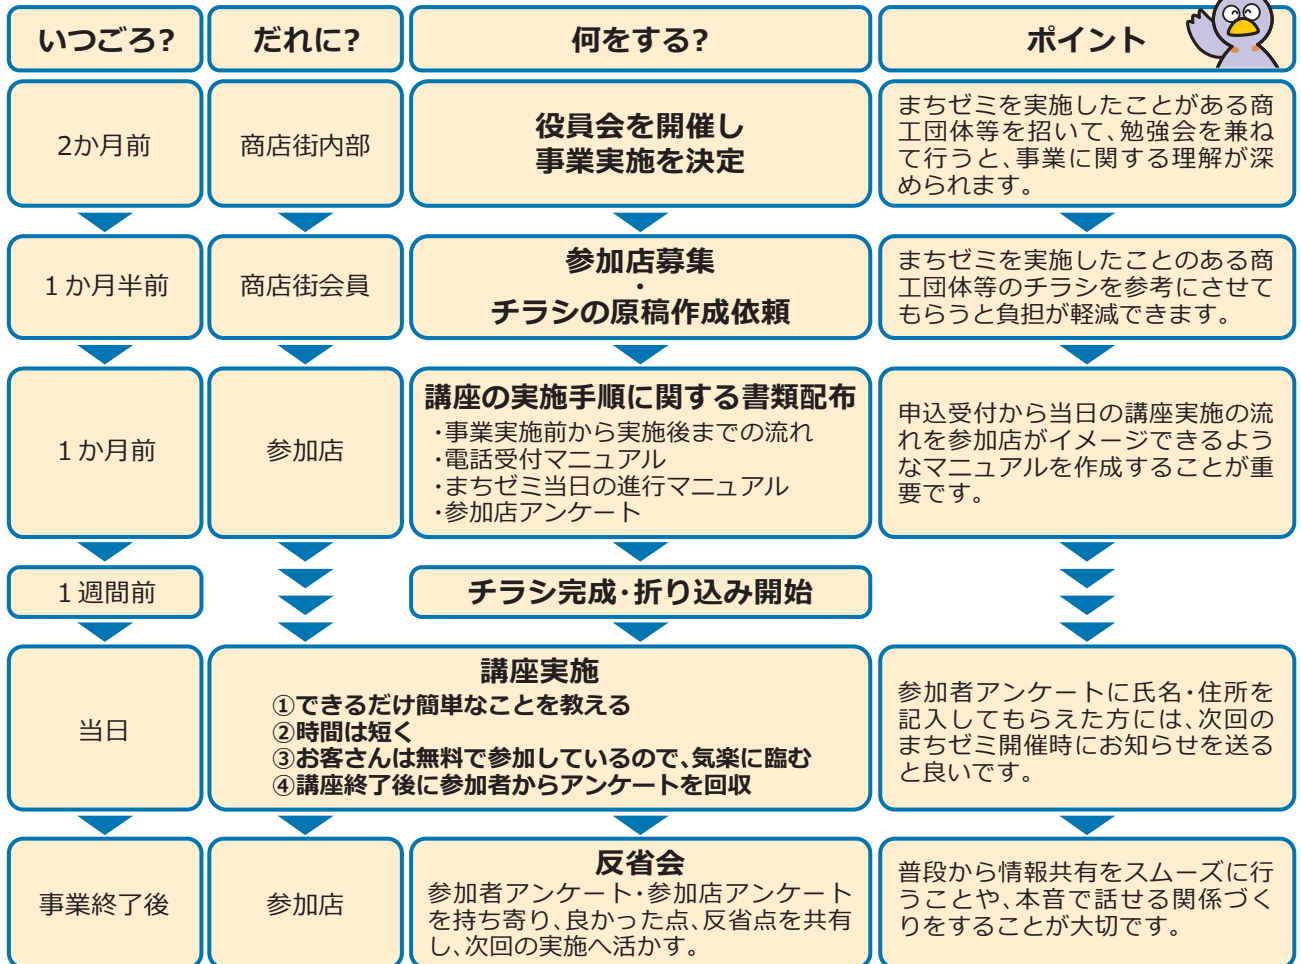 いつごろ?
だれに?
何をする?
ポイント
2か月前
商店街内部
役員会を開催し
事業実施を決定
まちゼミを実施したことがある商
工団体等を招いて、勉強会を兼ね
て行うと、事業に関する理解が深
められます。
1か月半前
商店街会員
参加店募集
・
チラシの原稿作成依頼
まちゼミを実施したことのある商
工団体等のチラシを参考にさせて
もらうと負担が軽減できます。
1か月前
参加店
講座の実施手順に関する書類配布
・事業実施前から実施後までの流れ
・電話受付マニュアル
・まちゼミ当日の進行マニュアル
・参加店アンケート
申込受付から当日の講座実施の流
れを参加店がイメージできるよう
なマニュアルを作成することが重
要です。
1週間前
チラシ完成・折り込み開始
当日
講座実施
①できるだけ簡単なことを教える
②時間は短く
③お客さんは無料で参加しているので、気楽に臨む
④講座終了後に参加者からアンケートを回収
参加者アンケートに氏名・住所を
記入してもらえた方には、次回の
まちゼミ開催時にお知らせを送る
と良いです。
事業終了後
参加店
反省会
参加者アンケート・参加店アンケート
を持ち寄り、良かった点、反省点を共有
し、次回の実施へ活かす。
普段から情報共有をスムーズに行
うことや、本音で話せる関係づく
りをすることが大切です。